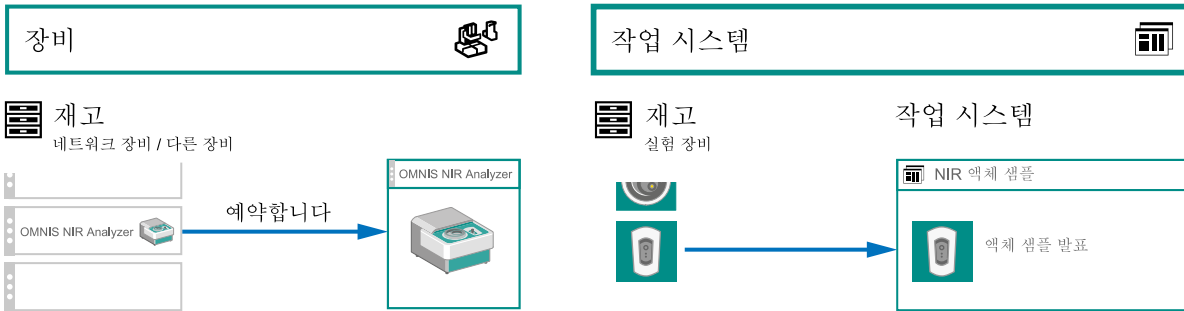 장비
재고
네트워크 장비 / 다른 장비
OMNIS NIR Analyzer
예약합니다
OMNIS NIR Analyzer
작업 시스템
재고
실험 장비
작업 시스템
NIR 액체 샘플
액체 샘플 발표